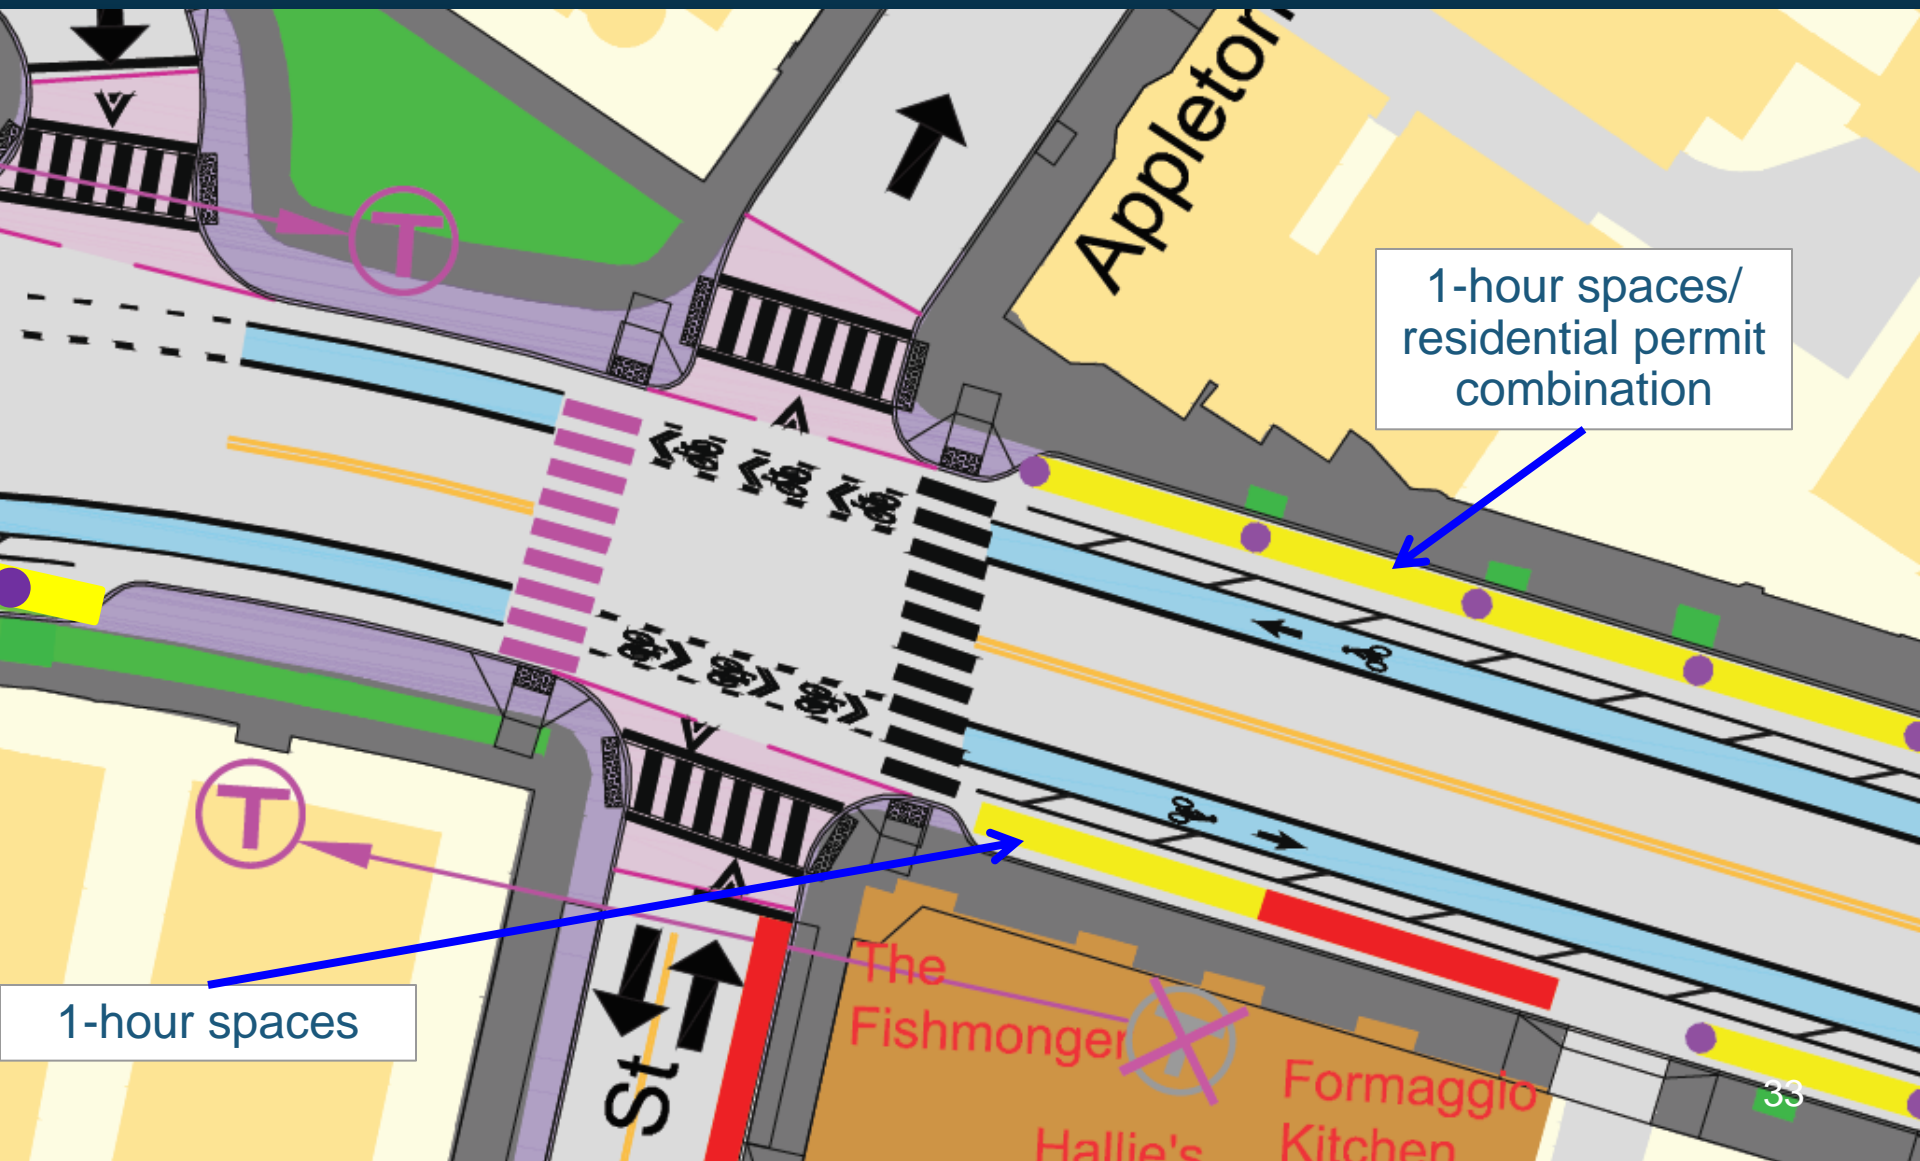 Appleton
1-hour spaces/
residential permit
combination
T
T
1-hour spaces
The
Fishmonger
T
St
Formaggio
Kitchen
Hallie's
33